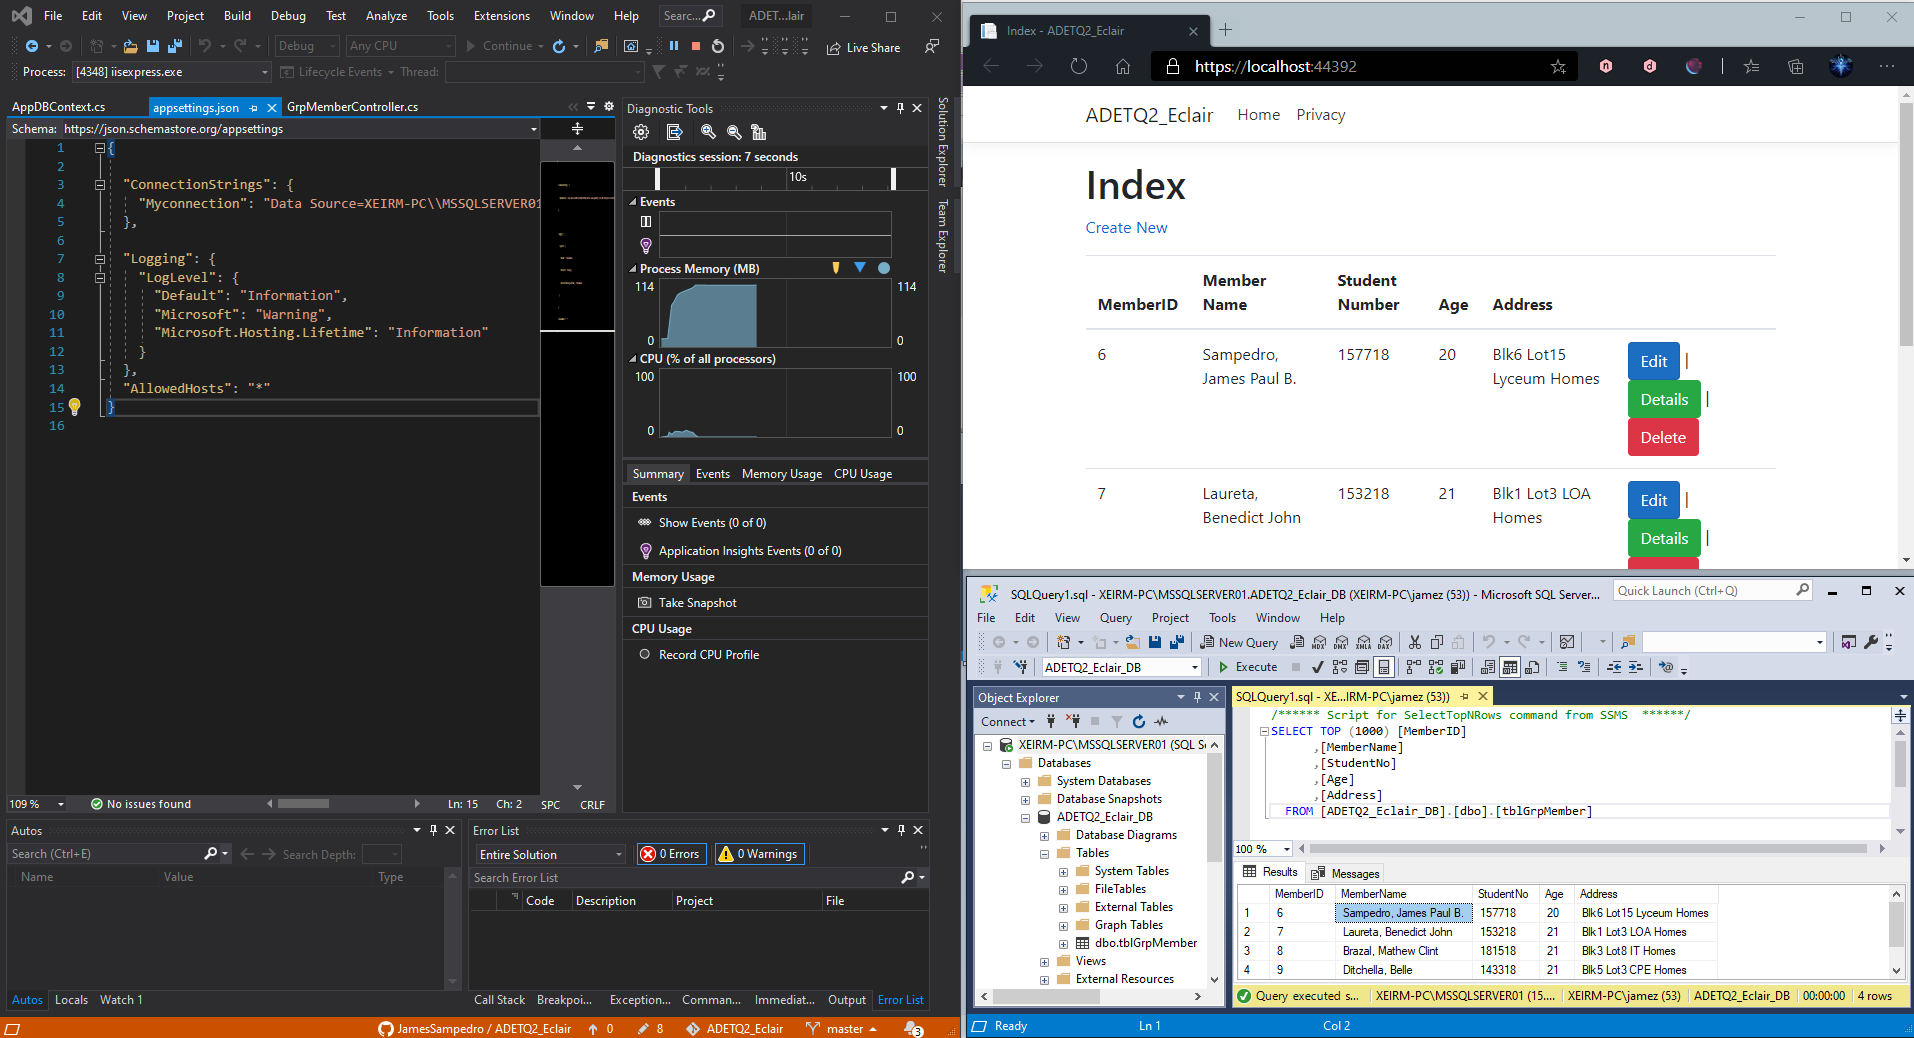 File Edit View Project Build Debug Test Analyze Tools Extensions Window Help Searc... ADET...lair
Debug Any CPU Continue Live Share
Process: [4348] iisexpress.exe Lifecycle Events Thread:
AppDBContext.cs appsettings.json GrpMemberController.cs
Schema: https://json.schemastore.org/appsettings
1 {
2
3 "ConnectionStrings": {
4 "Myconnection": "Data Source=XEIRM-PC\\MSSQLSERVER01
5 },
6
7 "Logging": {
8 "LogLevel": {
9 "Default": "Information",
10 "Microsoft": "Warning",
11 "Microsoft.Hosting.Lifetime": "Information"
12 }
13 },
14 "AllowedHosts": "*"
15 }
16
109 % No issues found Ln: 15 Ch: 2 SPC CRLF
Diagnostic Tools
Diagnostics session: 7 seconds
10s
Events
Process Memory (MB)
114 114
0 0
CPU (% of all processors)
100 100
0 0
Summary Events Memory Usage CPU Usage
Events
Show Events (0 of 0)
Application Insights Events (0 of 0)
Memory Usage
Take Snapshot
CPU Usage
Record CPU Profile
Solution Explorer
Team Explorer
Autos
Search (Ctrl+E) Search Depth:
Name Value Type
Autos Locals Watch 1
Error List
Entire Solution 0 Errors 0 Warnings
Search Error List
Code Description Project File
Call Stack Breakpoi... Exception... Comman... Immediat... Output Error List
JamesSampedro / ADETQ2_Eclair 0 8 ADETQ2_Eclair master 3
Index - ADETQ2_Eclair
https://localhost:44392
ADETQ2_Eclair Home Privacy
Index
Create New
MemberID Member Name Student Number Age Address
6 Sampedro, James Paul B. 157718 20 Blk6 Lot15 Lyceum Homes Edit |
Details |
Delete
7 Laureta, Benedict John 153218 21 Blk1 Lot3 LOA Homes Edit |
Details |
SQLQuery1.sql - XEIRM-PC\MSSQLSERVER01.ADETQ2_Eclair_DB (XEIRM-PC\jamez (53)) - Microsoft SQL Server... Quick Launch (Ctrl+Q)
File Edit View Query Project Tools Window Help
New Query MDX DMX XMLA DAX
ADETQ2_Eclair_DB Execute
Object Explorer
Connect
XEIRM-PC\MSSQLSERVER01 (SQL S
Databases
System Databases
Database Snapshots
ADETQ2_Eclair_DB
Database Diagrams
Tables
System Tables
FileTables
External Tables
Graph Tables
dbo.tblGrpMember
Views
External Resources
SQLQuery1.sql - XE...IRM-PC\jamez (53))
/****** Script for SelectTopNRows command from SSMS ******/
SELECT TOP (1000) [MemberID]
,[MemberName]
,[StudentNo]
,[Age]
,[Address]
FROM [ADETQ2_Eclair_DB].[dbo].[tblGrpMember]
100 %
Results Messages
MemberID MemberName StudentNo Age Address
1 6 Sampedro, James Paul B. 157718 20 Blk6 Lot15 Lyceum Homes
2 7 Laureta, Benedict John 153218 21 Blk1 Lot3 LOA Homes
3 8 Brazal, Mathew Clint 181518 21 Blk3 Lot8 IT Homes
4 9 Ditchella, Belle 143318 21 Blk5 Lot3 CPE Homes
Query executed s... XEIRM-PC\MSSQLSERVER01 (15.... XEIRM-PC\jamez (53) ADETQ2_Eclair_DB 00:00:00 4 rows
Ready Ln 1 Col 2